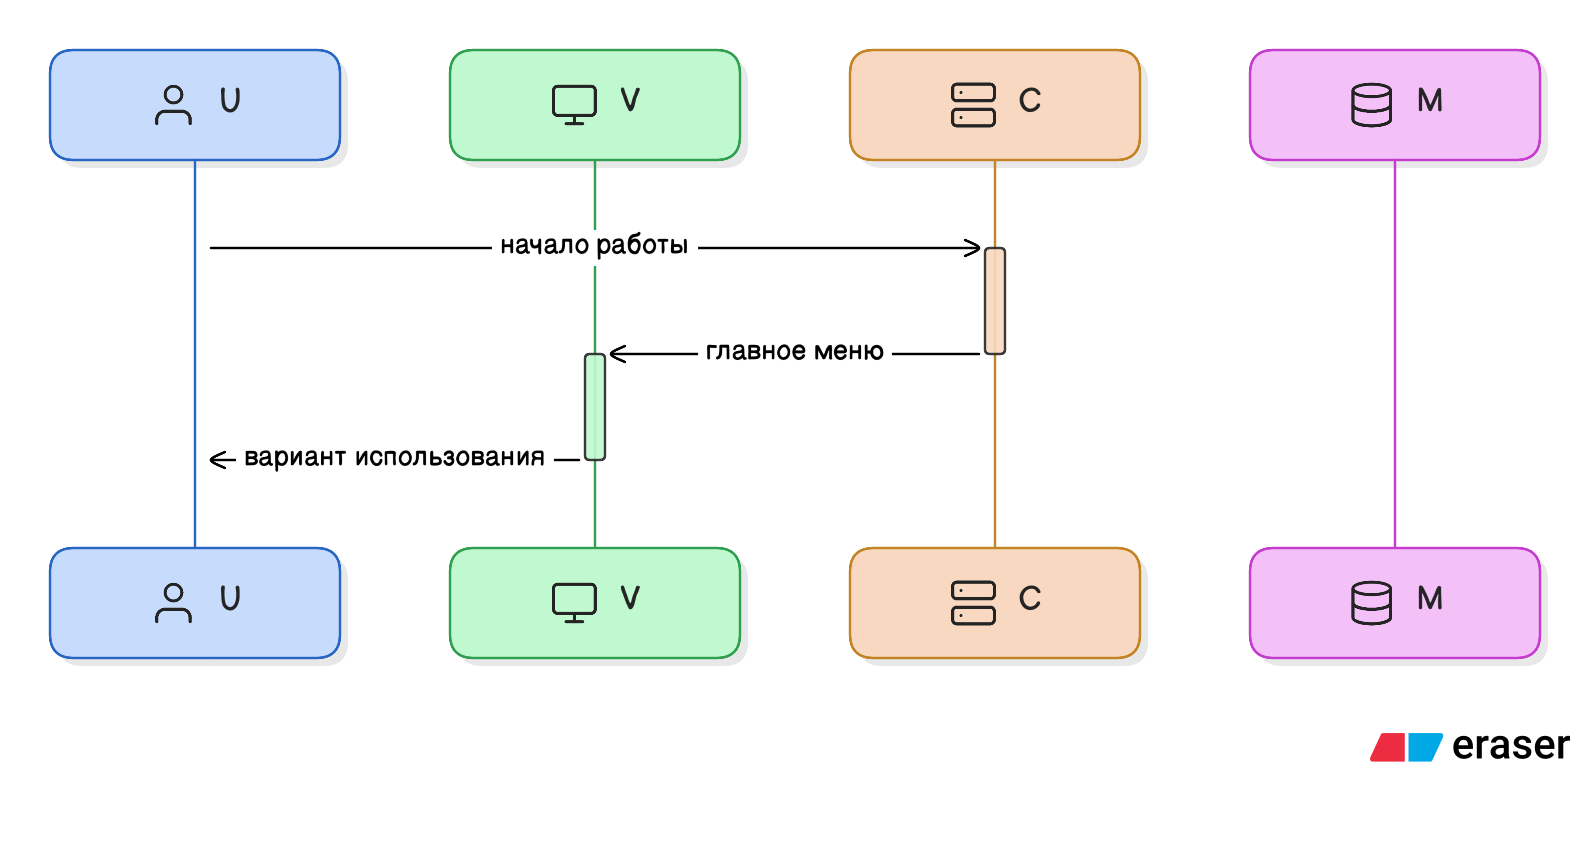 U
V
C
M
начало работы
главное меню
вариант использования
U
V
C
M
eraser